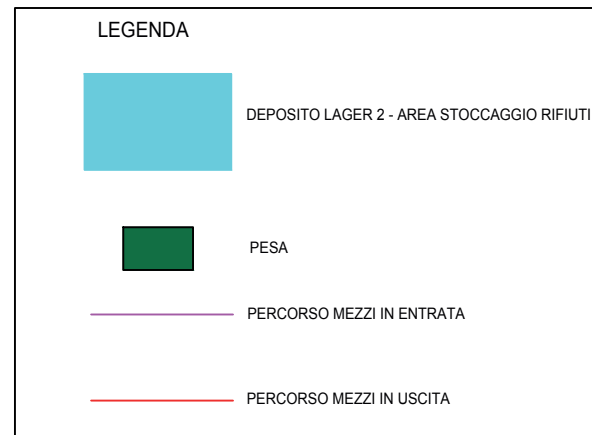 LEGENDA
DEPOSITO LAGER 2 - AREA STOCCAGGIO RIFIUTI
PESA
PERCORSO MEZZI IN ENTRATA
PERCORSO MEZZI IN USCITA